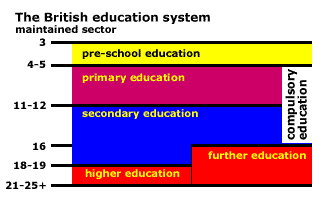 The British education system
maintained sector
3
pre-school education
4-5
primary education
compulsory
education
11-12
secondary education
16
further education
18-19
higher education
21-25+